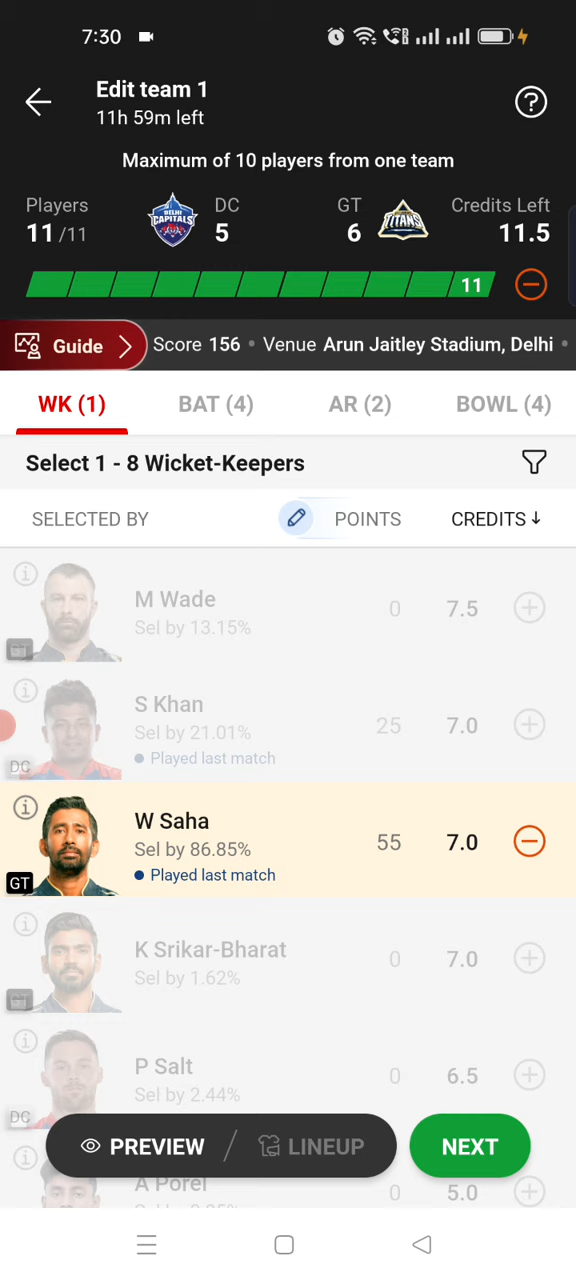 7:30
Edit team 1
11h 59m left
Maximum of 10 players from one team
Players
DC
GT
Credits Left
11/11
DELHI CAPITALS
5
6
TITANS
11.5
11
Guide
Score 156 • Venue Arun Jaitley Stadium, Delhi •
WK (1)
BAT (4)
AR (2)
BOWL (4)
Select 1 - 8 Wicket-Keepers
SELECTED BY
POINTS
CREDITS ↓
M Wade
Sel by 13.15%
0
7.5
GT
S Khan
Sel by 21.01%
25
7.0
• Played last match
DC
W Saha
Sel by 86.85%
55
7.0
• Played last match
GT
K Srikar-Bharat
Sel by 1.62%
0
7.0
GT
P Salt
Sel by 2.44%
0
6.5
DC
PREVIEW / LINEUP
NEXT
A Porel
0
5.0